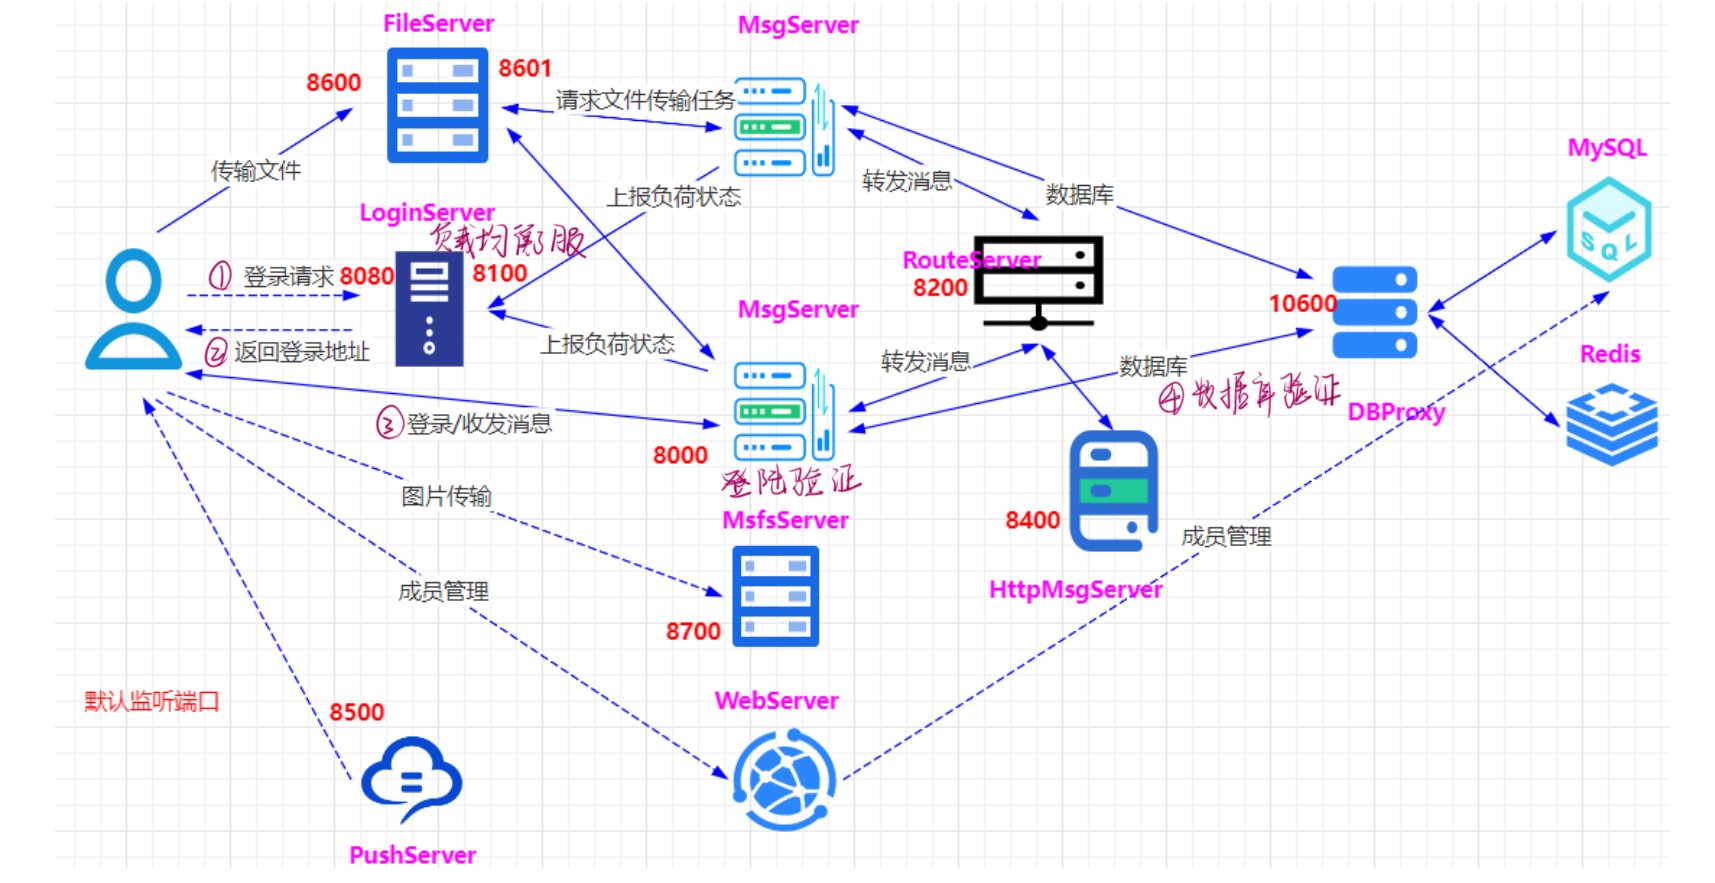 FileServer
MsgServer
8600
8601
请求文件传输任务
传输文件
MySQL
转发消息
数据库
上报负荷状态
LoginServer
负载均衡服
RouteServer
① 登录请求
8080
8100
8200
10600
MsgServer
② 返回登录地址
上报负荷状态
转发消息
数据库
Redis
④数据库验证
DBProxy
③登录/收发消息
8000
登陆验证
图片传输
MsfsServer
8400
成员管理
HttpMsgServer
成员管理
8700
默认监听端口
8500
WebServer
PushServer